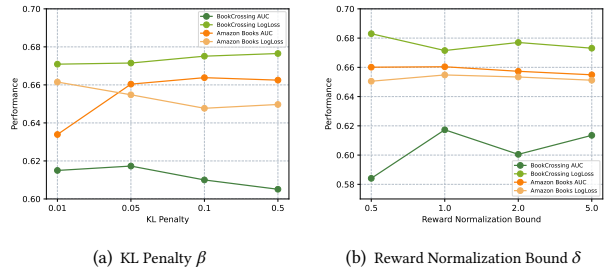 0.70
0.68
0.66
0.64
0.62
0.60
Performance
BookCrossing AUC
BookCrossing LogLoss
Amazon Books AUC
Amazon Books LogLoss
0.01
0.05
0.1
0.5
KL Penalty
(a) KL Penalty β
0.70
0.68
0.66
0.64
0.62
0.60
0.58
Performance
BookCrossing AUC
BookCrossing LogLoss
Amazon Books AUC
Amazon Books LogLoss
0.5
1.0
2.0
5.0
Reward Normalization Bound
(b) Reward Normalization Bound δ